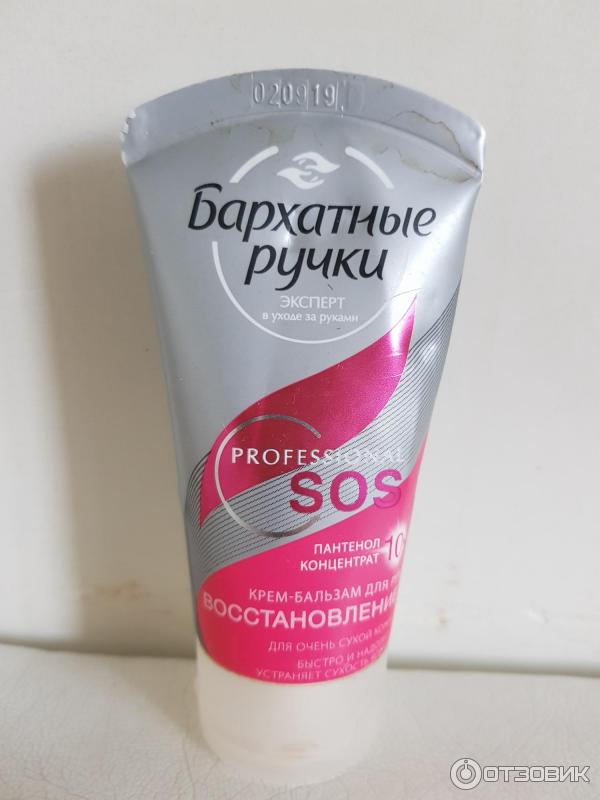 020919
Бархатные
ручки
ЭКСПЕРТ
в уходе за руками
PROFESSIONAL
SOS
ПАНТЕНОЛ
КОНЦЕНТРАТ 10
КРЕМ-БАЛЬЗАМ ДЛЯ
ВОССТАНОВЛЕНИЕ
ДЛЯ ОЧЕНЬ СУХОЙ
БЫСТРО И
УСТРАНЯЕТ СУХОСТЬ
ОТЗОВИК